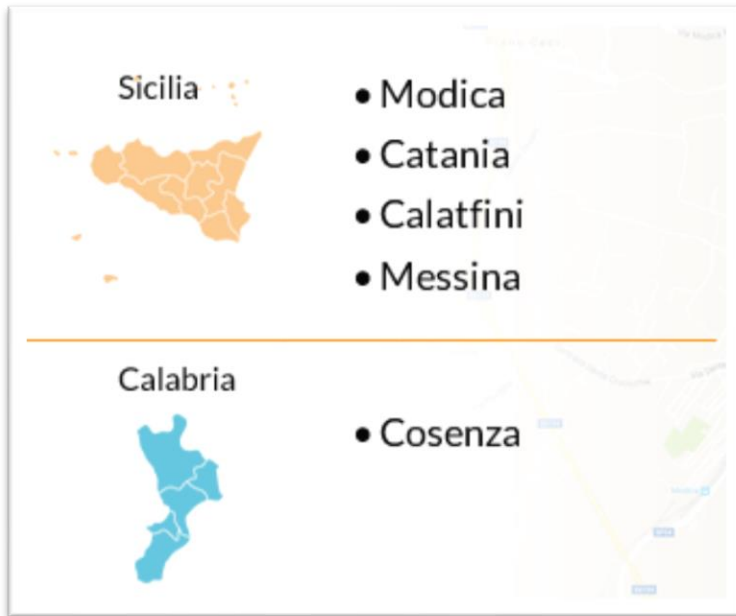 Sicilia
• Modica
• Catania
• Calatfini
• Messina
Calabria
• Cosenza